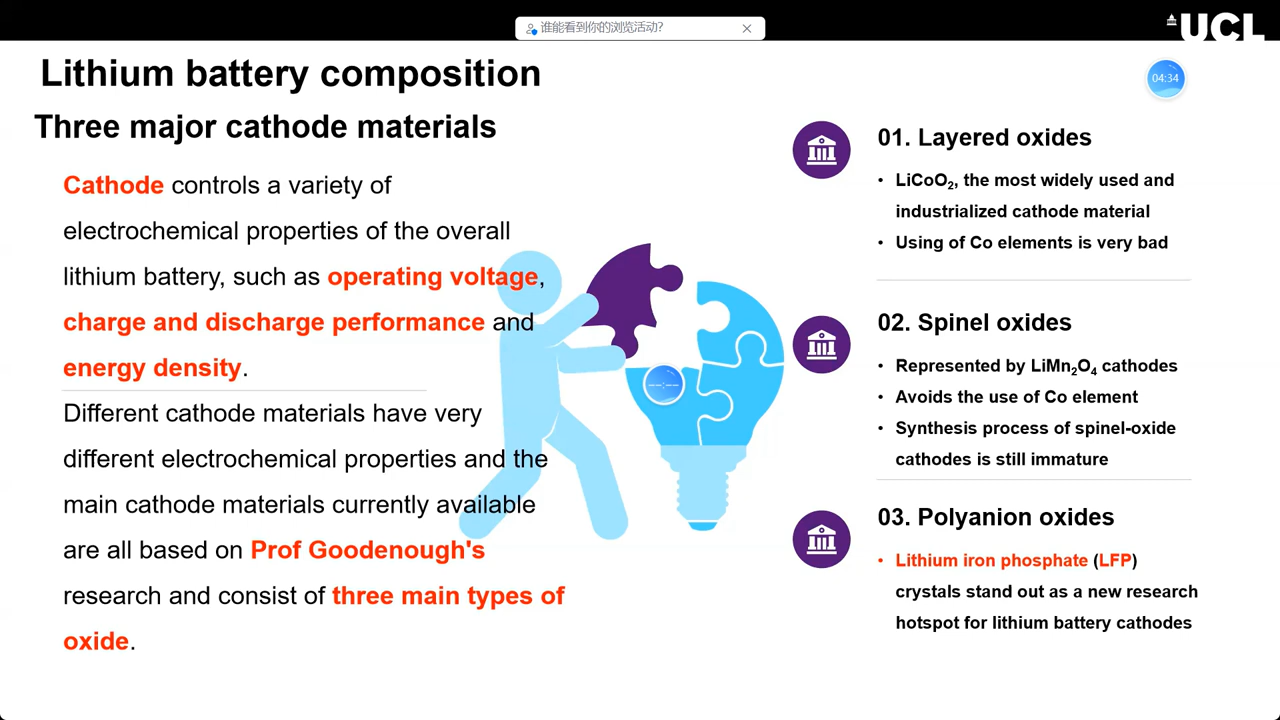 谁能看到你的浏览活动?
UCL
Lithium battery composition
04:34
Three major cathode materials
Cathode controls a variety of
electrochemical properties of the overall
lithium battery, such as operating voltage,
charge and discharge performance and
energy density.
Different cathode materials have very
different electrochemical properties and the
main cathode materials currently available
are all based on Prof Goodenough's
research and consist of three main types of
oxide.
--:--
01. Layered oxides
• LiCoO₂, the most widely used and
industrialized cathode material
• Using of Co elements is very bad
02. Spinel oxides
• Represented by LiMn₂O₄ cathodes
• Avoids the use of Co element
• Synthesis process of spinel-oxide
cathodes is still immature
03. Polyanion oxides
• Lithium iron phosphate (LFP)
crystals stand out as a new research
hotspot for lithium battery cathodes